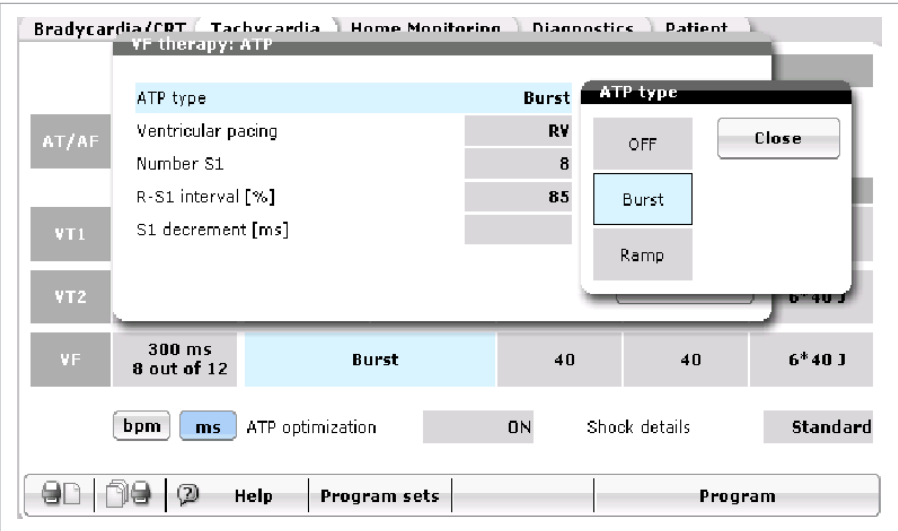 Bradycardia/CRT Tachycardia Home Monitoring Diagnostics Patient
VF therapy: ATP
ATP type Burst
Ventricular pacing RV
Number S1 8
R-S1 interval [%] 85
S1 decrement [ms]
ATP type
OFF
Close
Burst
Ramp
AT/AF
VT1
VT2 6*40 J
VF 300 ms Burst 40 40 6*40 J
8 out of 12
bpm ms ATP optimization ON Shock details Standard
Help Program sets Program